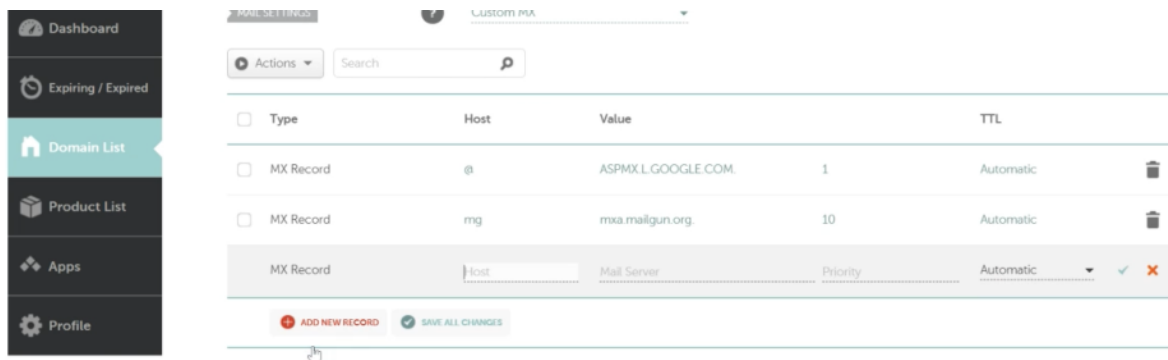 Dashboard
Expiring / Expired
Domain List
Product List
Apps
Profile
MAIL SETTINGS ? Custom MX
Actions Search
Type Host Value TTL
MX Record @ ASPMX.L.GOOGLE.COM. 1 Automatic
MX Record mg mxa.mailgun.org. 10 Automatic
MX Record Host Mail Server Priority Automatic
ADD NEW RECORD SAVE ALL CHANGES